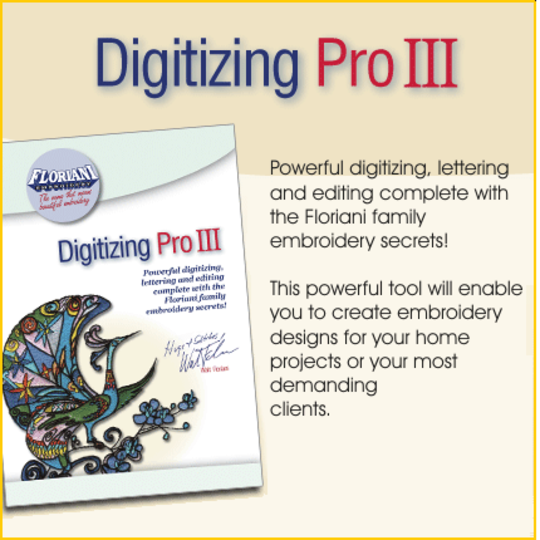 Digitizing Pro III
Powerful digitizing, lettering
and editing complete with
the Floriani family
embroidery secrets!
This powerful tool will enable
you to create embroidery
designs for your home
projects or your most
demanding
clients.
FLORIANI
The name that means
beautiful embroidery
Digitizing Pro III
Powerful digitizing,
lettering and editing
complete with the
Floriani family
embroidery secrets!